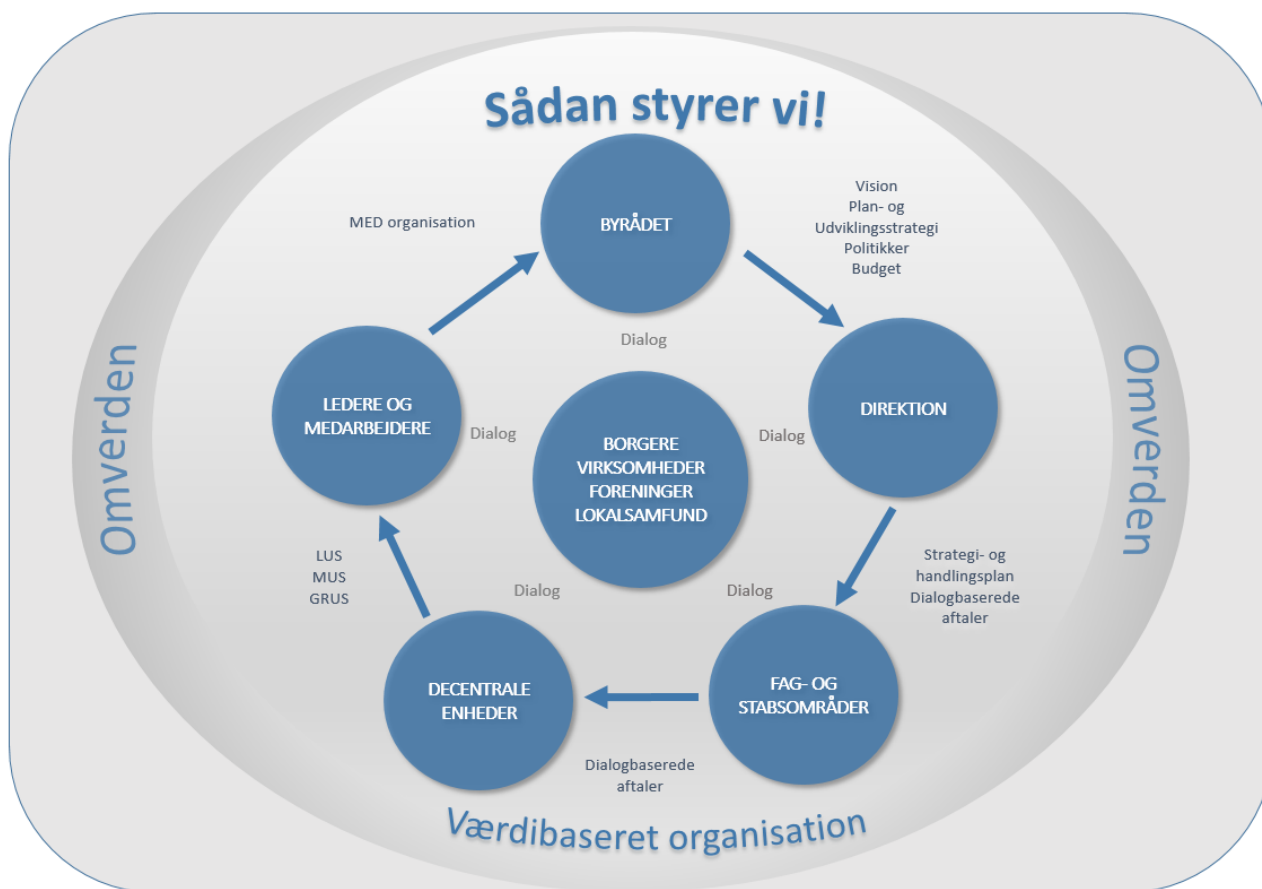 Sådan styrer vi!
BYRÅDET
MED organisation
Vision
Plan- og
Udviklingsstrategi
Politikker
Budget
Omverden
Omverden
Dialog
LEDERE OG
MEDARBEJDERE
DIREKTION
Dialog
Dialog
BORGERE
VIRKSOMHEDER
FORENINGER
LOKALSAMFUND
LUS
MUS
GRUS
Strategi- og
handlingsplan
Dialogbaserede
aftaler
Dialog
Dialog
DECENTRALE
ENHEDER
FAG- OG
STABSOMRÅDER
Dialogbaserede
aftaler
Værdibaseret organisation